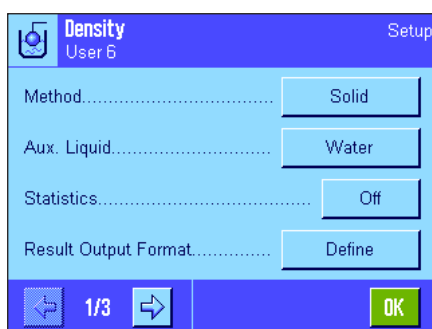 Density
Setup
User 6
Method.................................... Solid
Aux. Liquid.............................. Water
Statistics........................................ Off
Result Output Format............... Define
1/3
OK